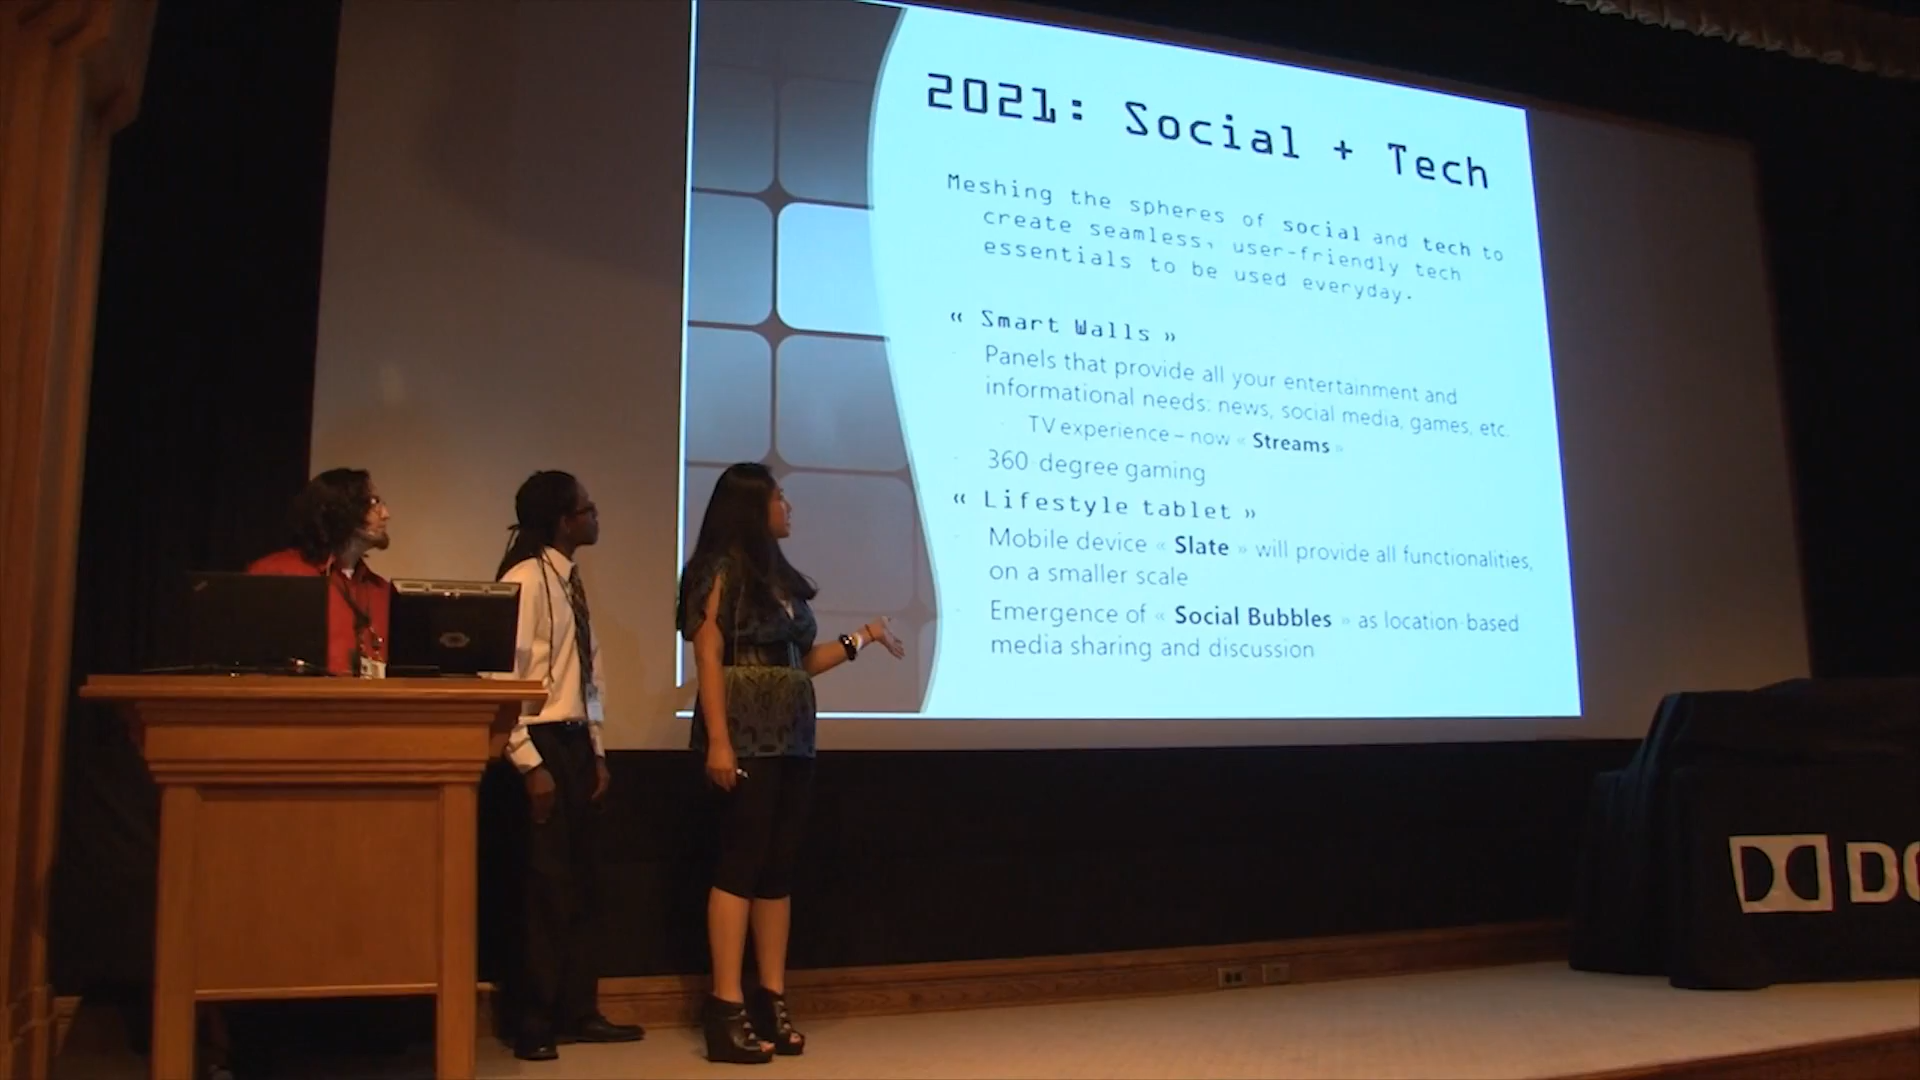 2021: Social + Tech
Meshing the spheres of social and tech to
create seamless, user-friendly tech
essentials to be used everyday.
« Smart Walls »
Panels that provide all your entertainment and
informational needs: news, social media, games, etc.
TV experience – now « Streams »
360 degree gaming
« Lifestyle tablet »
Mobile device « Slate » will provide all functionalities,
on a smaller scale
Emergence of « Social Bubbles » as location-based
media sharing and discussion